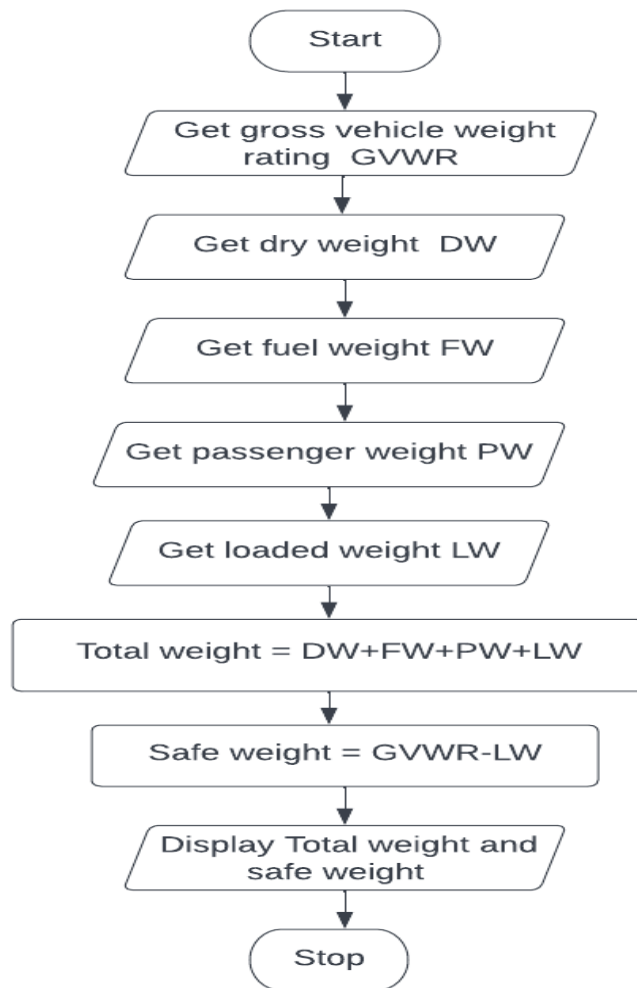 Start
Get gross vehicle weight
rating GVWR
Get dry weight DW
Get fuel weight FW
Get passenger weight PW
Get loaded weight LW
Total weight = DW+FW+PW+LW
Safe weight = GVWR-LW
Display Total weight and
safe weight
Stop